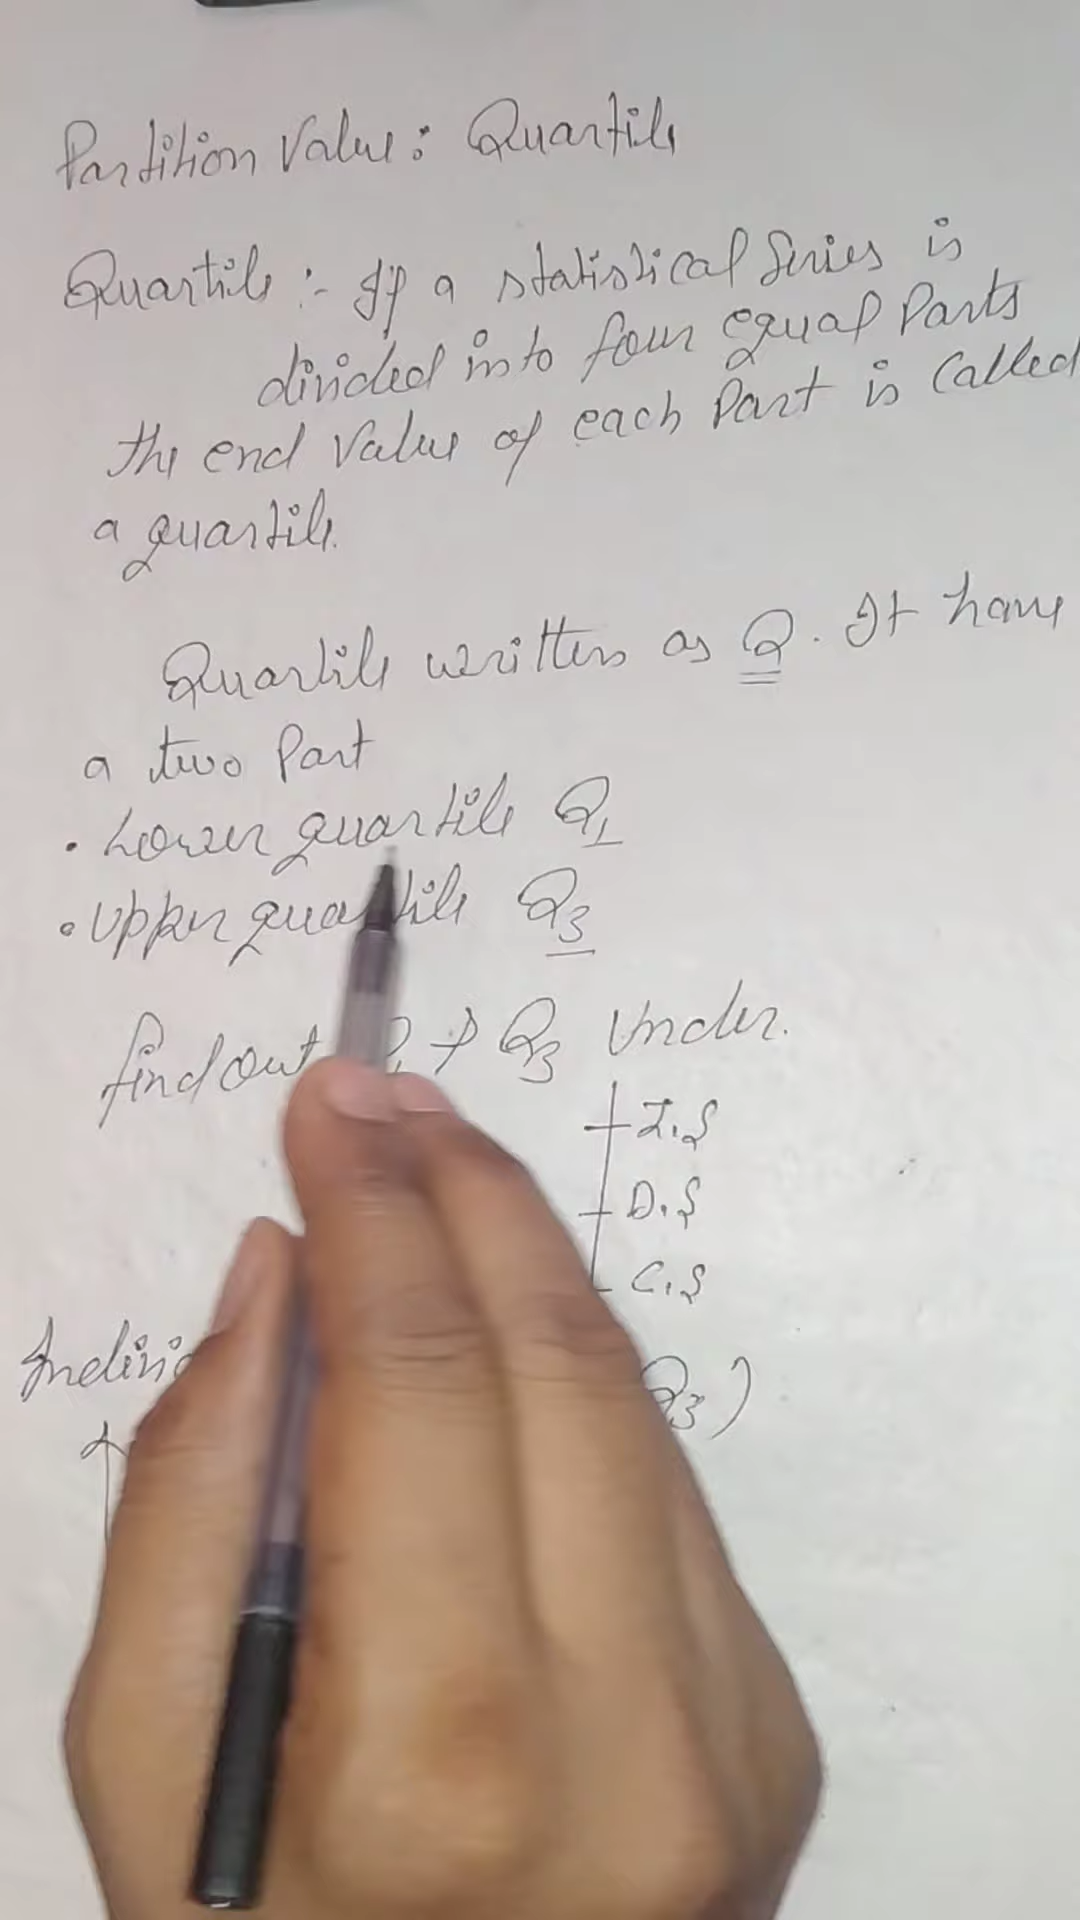 Partition Value: Quartile
Quartile :- If a statistical Series is
divided into four equal Parts
the end Value of each Part is Called
a quartile.
Quartile written as Q. It have
a two Part
• Lower quartile Q1
• Upper quartile Q3
find out Q3 Under.
I.S
D.S
C.S
Q3)